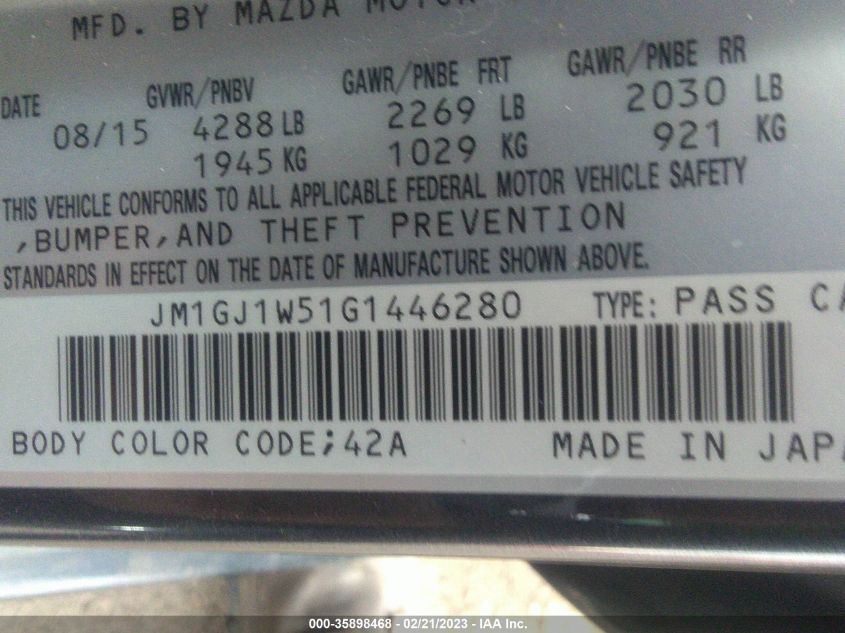 MFD. BY MAZDA MOTOR
DATE GVWR/PNBV GAWR/PNBE FRT GAWR/PNBE RR
08/15 4288 LB 2269 LB 2030 LB
1945 KG 1029 KG 921 KG
THIS VEHICLE CONFORMS TO ALL APPLICABLE FEDERAL MOTOR VEHICLE SAFETY
,BUMPER,AND THEFT PREVENTION
STANDARDS IN EFFECT ON THE DATE OF MANUFACTURE SHOWN ABOVE.
JM1GJ1W51G1446280 TYPE: PASS CA
BODY COLOR CODE;42A MADE IN JAPA
000-35898468 - 02/21/2023 - IAA Inc.